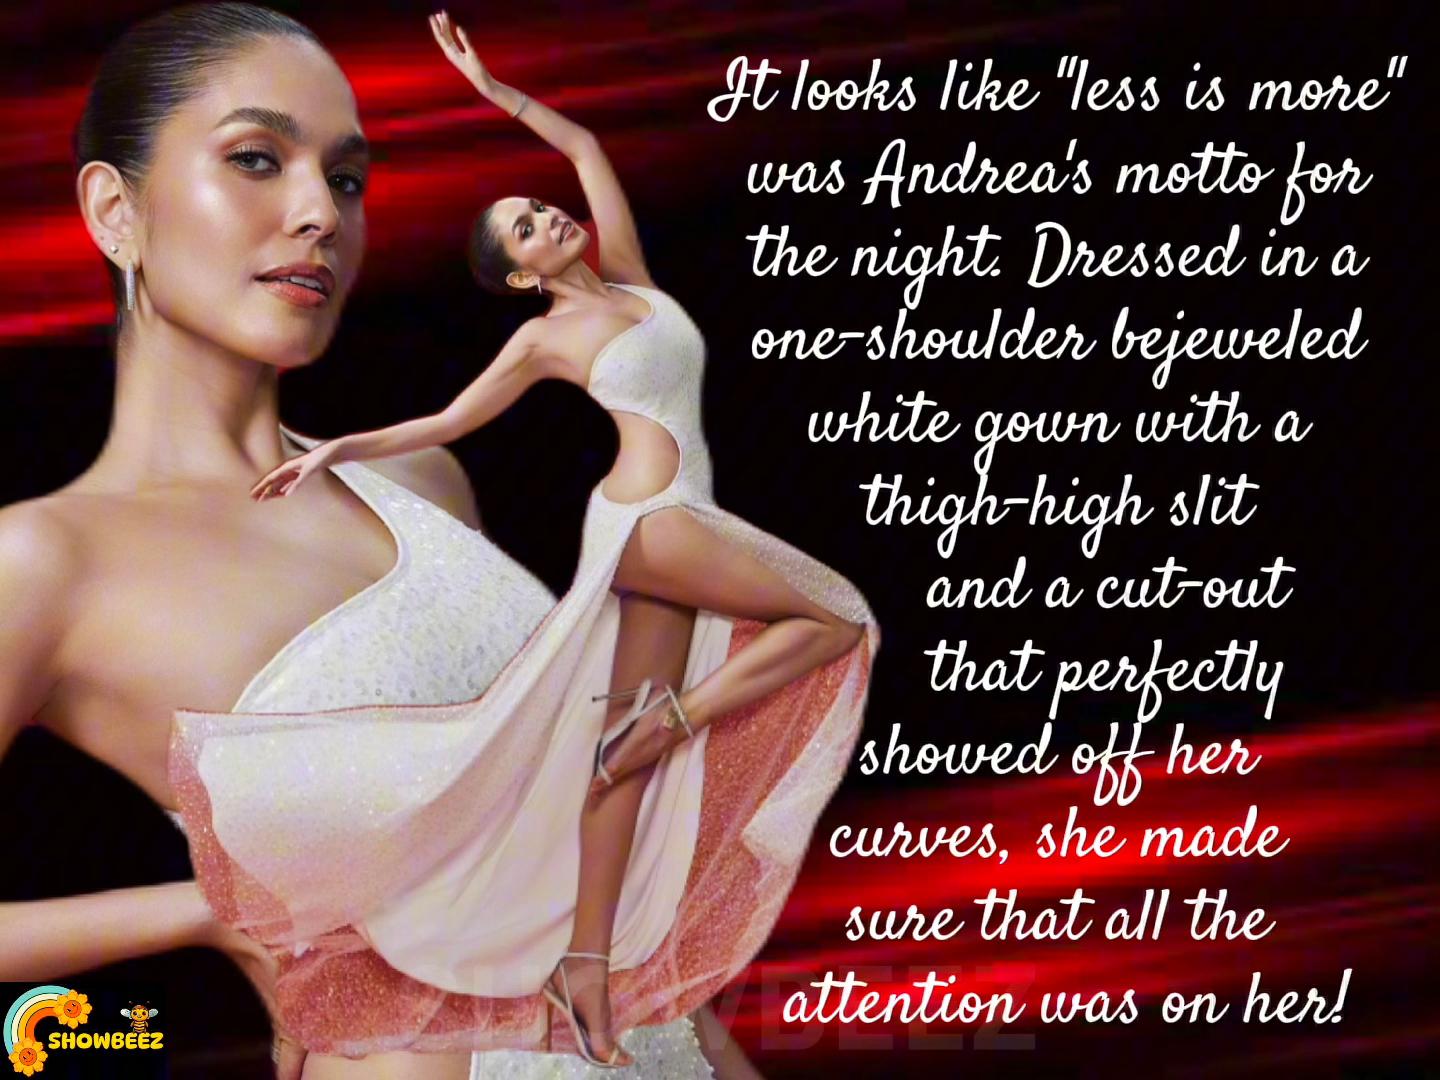 It looks like "less is more"
was Andrea's motto for
the night. Dressed in a
one-shoulder bejeweled
white gown with a
thigh-high slit
and a cut-out
that perfectly
showed off her
curves, she made
sure that all the
attention was on her!
SHOWBEEZ
SHOWBEEZ